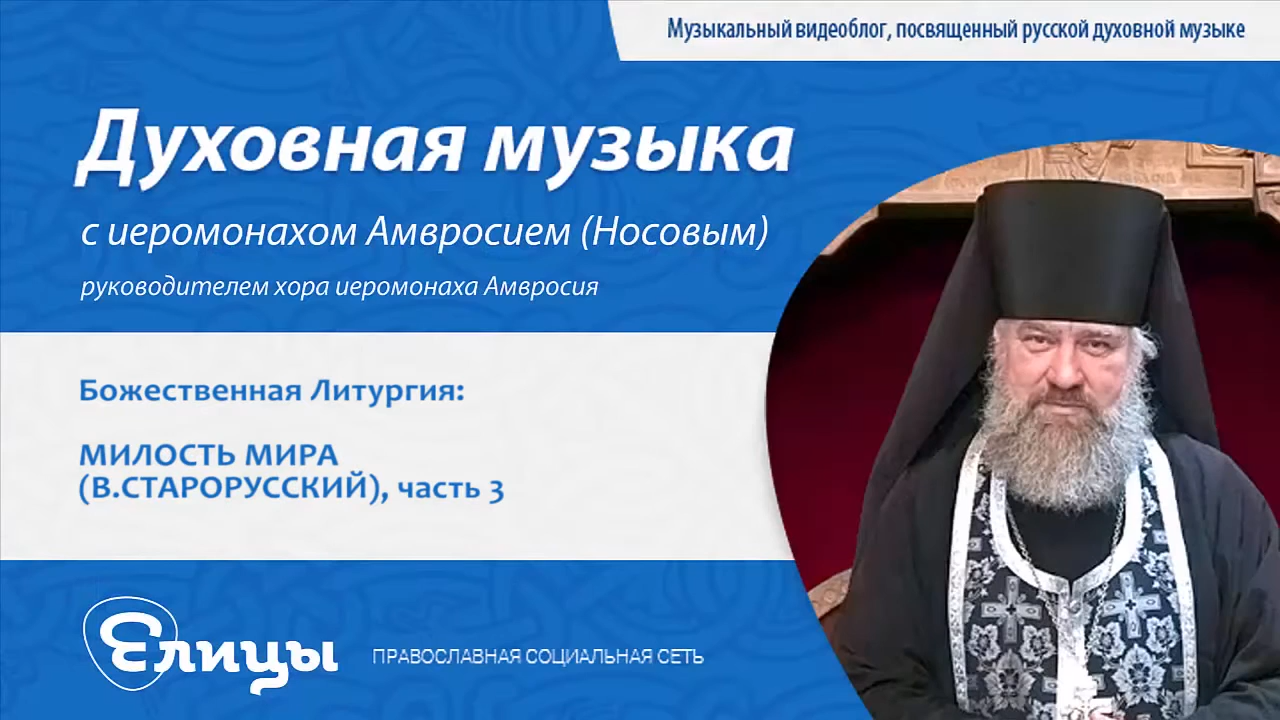 Музыкальный видеоблог, посвященный русской духовной музыке
Духовная музыка
с иеромонахом Амвросием (Носовым)
руководителем хора иеромонаха Амвросия
Божественная Литургия:
МИЛОСТЬ МИРА
(В.СТАРОРУССКИЙ), часть 3
Елицы
ПРАВОСЛАВНАЯ СОЦИАЛЬНАЯ СЕТЬ